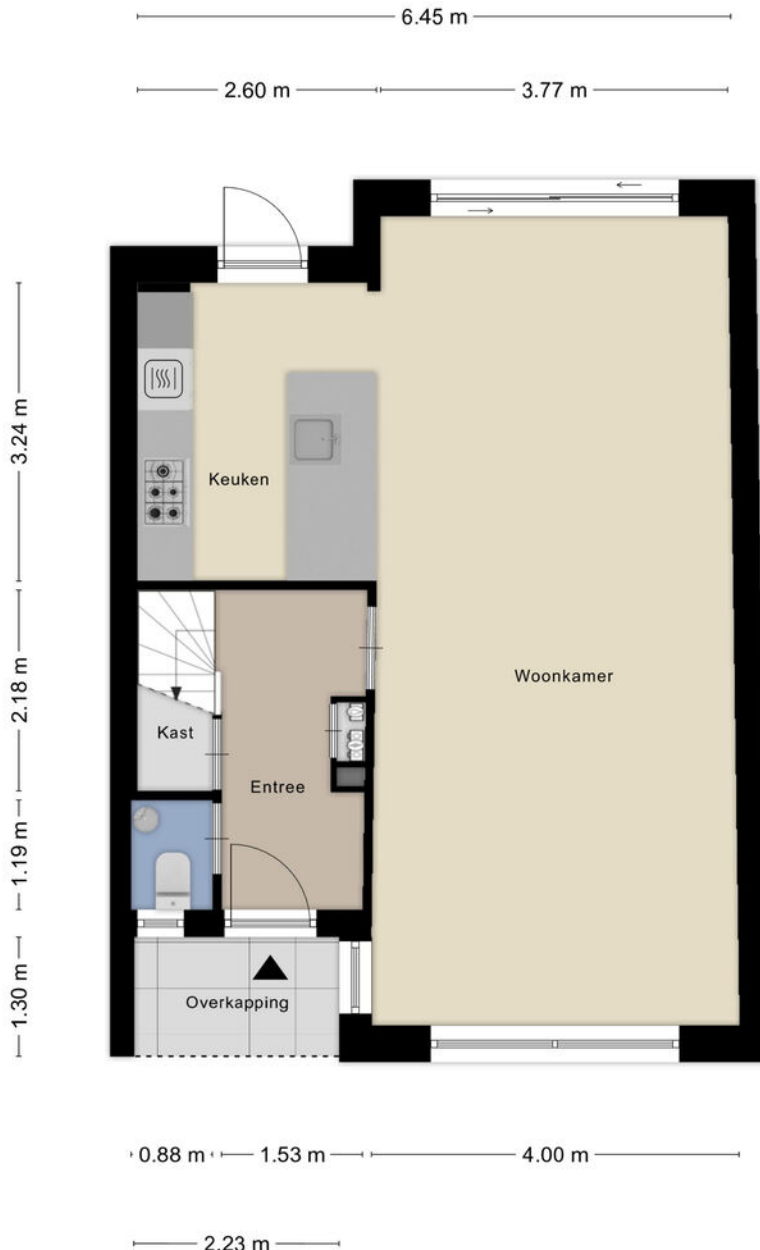 6.45 m
2.60 m
3.77 m
3.24 m
Keuken
2.18 m
Woonkamer
Kast
Entree
1.19 m
1.30 m
Overkapping
0.88 m
1.53 m
4.00 m
2.23 m